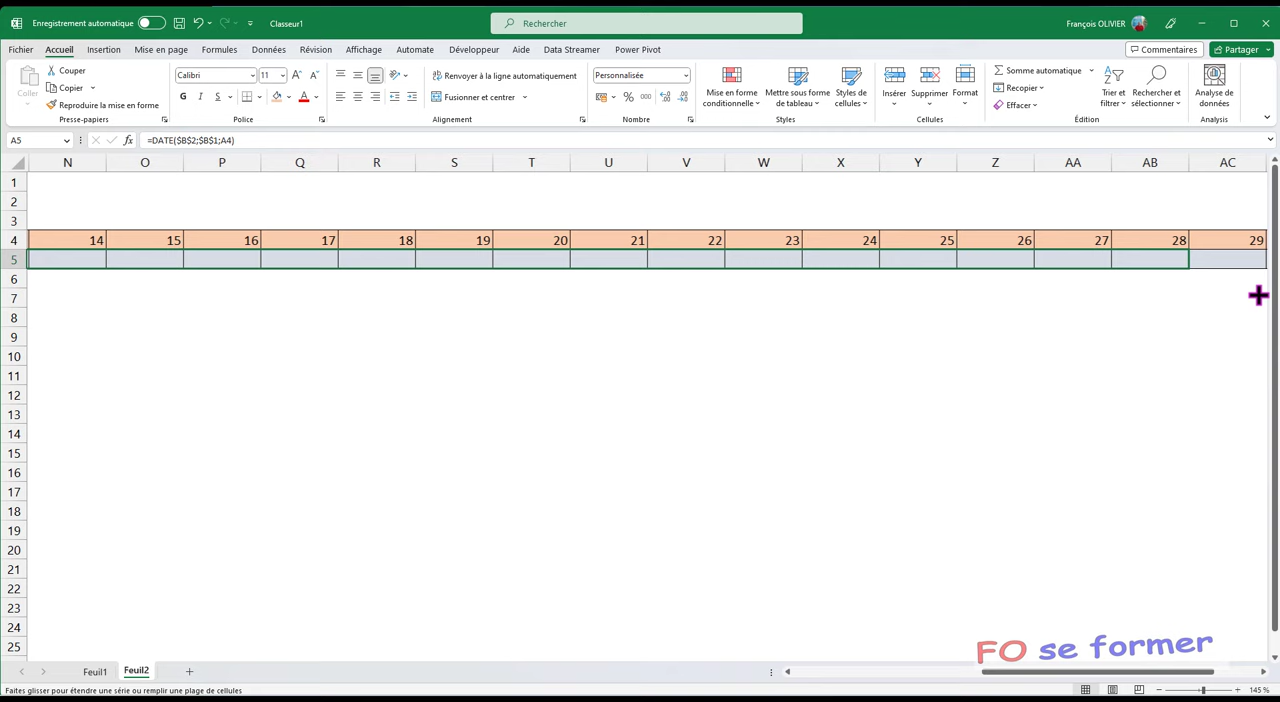 Enregistrement automatique
Classeur1
Rechercher
François OLIVIER
Fichier Accueil Insertion Mise en page Formules Données Révision Affichage Automate Développeur Aide Data Streamer Power Pivot
Commentaires
Partager
Coller
Couper
Copier
Reproduire la mise en forme
Presse-papiers
Calibri 11
G I S
Police
Renvoyer à la ligne automatiquement
Fusionner et centrer
Alignement
Personnalisée
% 000
Nombre
Mise en forme conditionnelle
Mettre sous forme de tableau
Styles de cellules
Styles
Insérer Supprimer Format
Cellules
Somme automatique
Recopier
Effacer
Trier et filtrer
Rechercher et sélectionner
Édition
Analyse de données
Analysis
A5 fx =DATE($B$2;$B$1;A4)
N O P Q R S T U V W X Y Z AA AB AC
1
2
3
4 14 15 16 17 18 19 20 21 22 23 24 25 26 27 28 29
5
6
7
8
9
10
11
12
13
14
15
16
17
18
19
20
21
22
23
24
25
FO se former
Feuil1 Feuil2
Faites glisser pour étendre une série ou remplir une plage de cellules
145 %